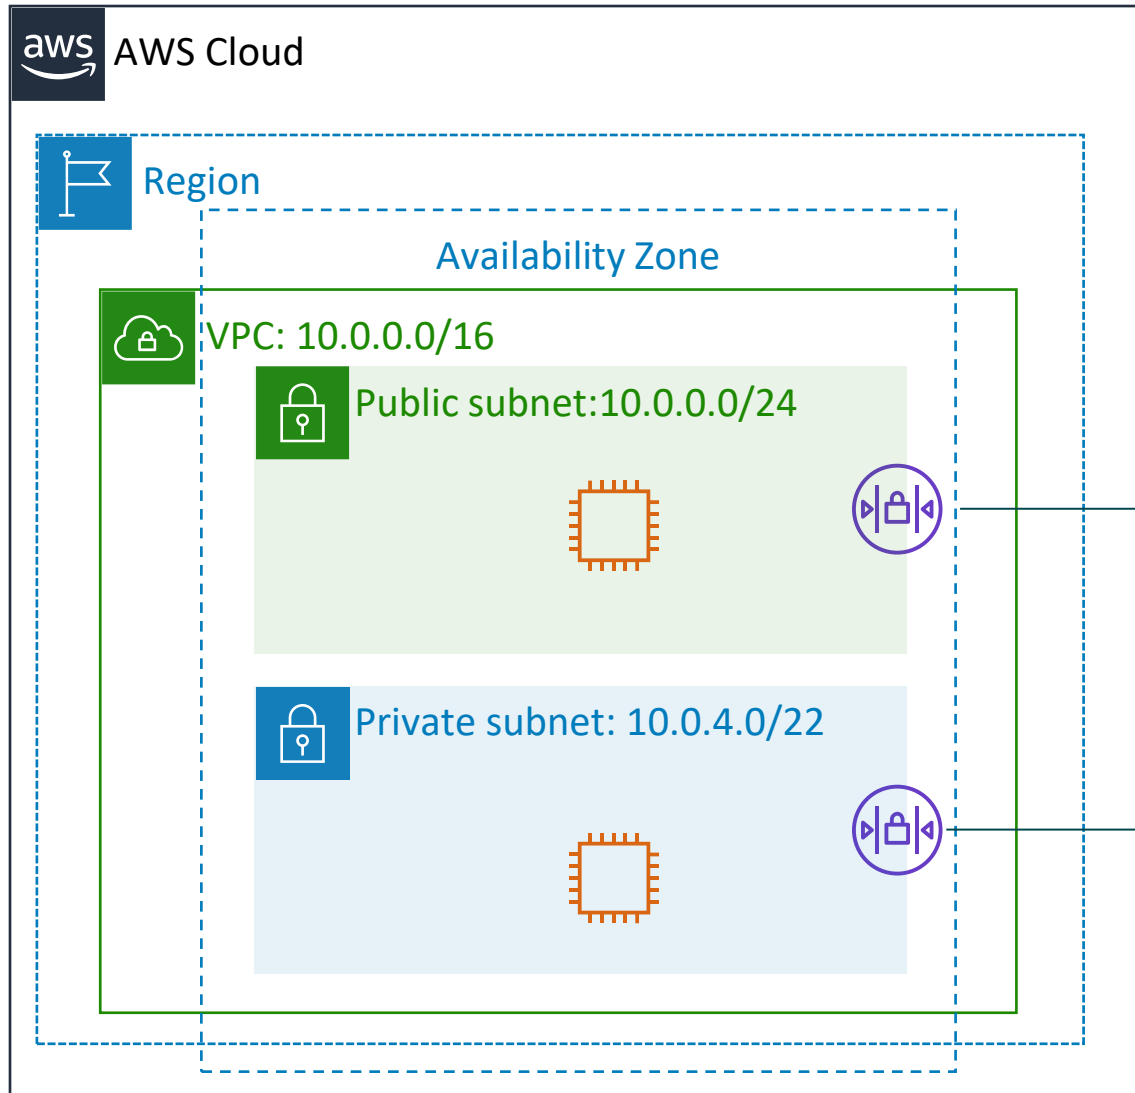 aws
AWS Cloud
Region
Availability Zone
VPC: 10.0.0.0/16
Public subnet:10.0.0.0/24
Private subnet: 10.0.4.0/22